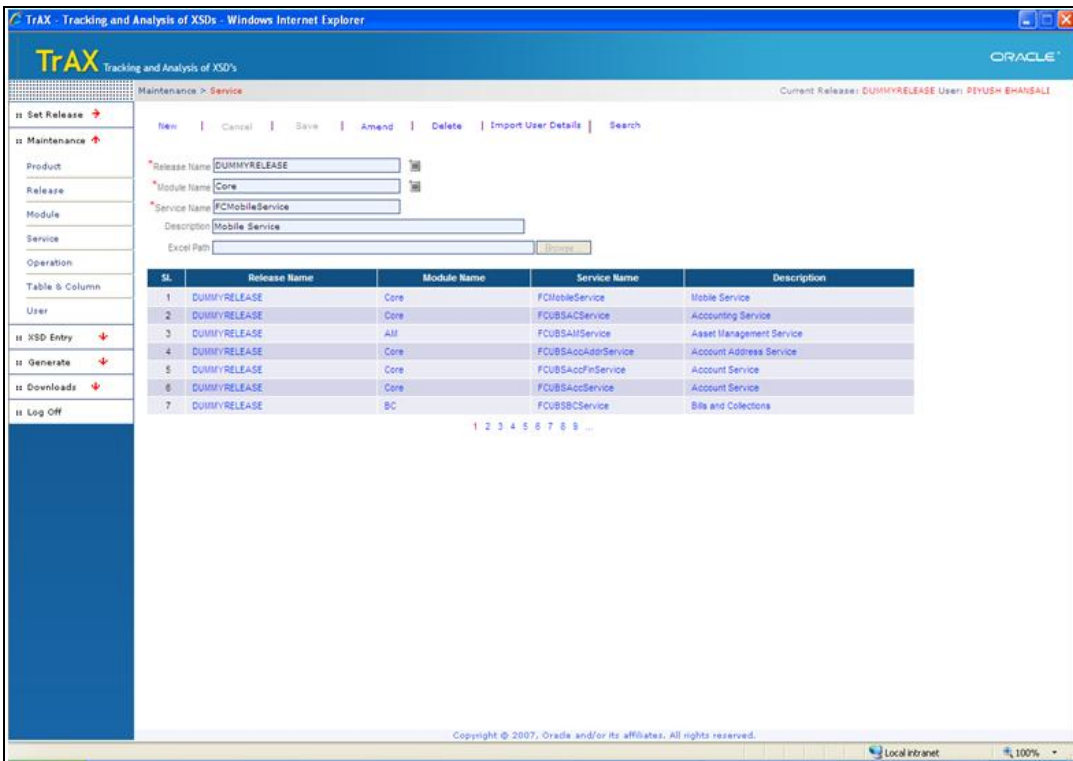 TrAX - Tracking and Analysis of XSDs - Windows Internet Explorer
TrAX Tracking and Analysis of XSD's
ORACLE
Maintenance > Service
Current Release: DUMMYRELEASE User: PIYUSH BHANSALI
:: Set Release
:: Maintenance
Product
Release
Module
Service
Operation
Table & Column
User
:: XSD Entry
:: Generate
:: Downloads
:: Log Off
New | Cancel | Save | Amend | Delete | Import User Details | Search
*Release Name DUMMYRELEASE
*Module Name Core
*Service Name FCMobileService
Description Mobile Service
Excel Path Browse...
SI. Release Name Module Name Service Name Description
1 DUMMYRELEASE Core FCMobileService Mobile Service
2 DUMMYRELEASE Core FCUBSACService Accounting Service
3 DUMMYRELEASE AM FCUBSAMService Asset Management Service
4 DUMMYRELEASE Core FCUBSAccAddrService Account Address Service
5 DUMMYRELEASE Core FCUBSAccFinService Account Service
6 DUMMYRELEASE Core FCUBSAccService Account Service
7 DUMMYRELEASE BC FCUBSBCService Bills and Collections
1 2 3 4 5 6 7 8 9 ...
Copyright © 2007, Oracle and/or its affiliates. All rights reserved.
Local intranet
100%